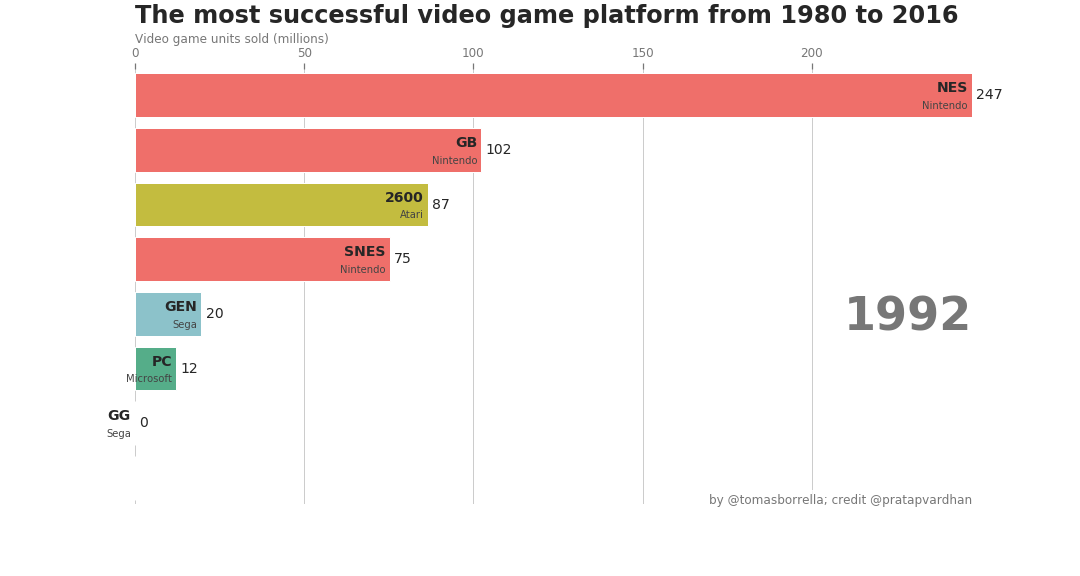 The most successful video game platform from 1980 to 2016
Video game units sold (millions)
0 50 100 150 200
NES
Nintendo
247
GB
Nintendo
102
2600
Atari
87
SNES
Nintendo
75
GEN
Sega
20
1992
PC
Microsoft
12
GG
Sega
0
by @tomasborrella; credit @pratapvardhan